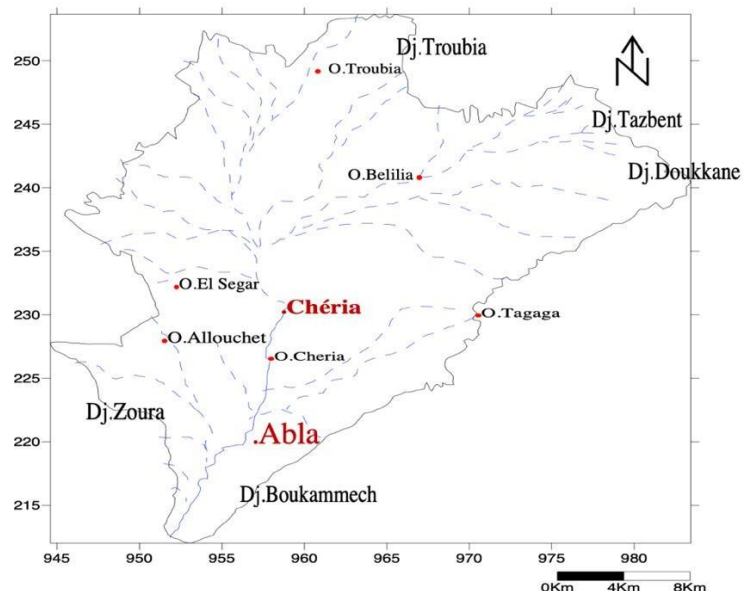 250
Dj.Troubia
O.Troubia
N
245
Dj.Tazbent
O.Belilia
Dj.Doukkane
240
235
O.El Segar
230
Chéria
O.Tagaga
O.Allouchet
O.Cheria
225
Dj.Zoura
.Abla
220
Dj.Boukammech
215
945 950 955 960 965 970 975 980
0Km 4Km 8Km